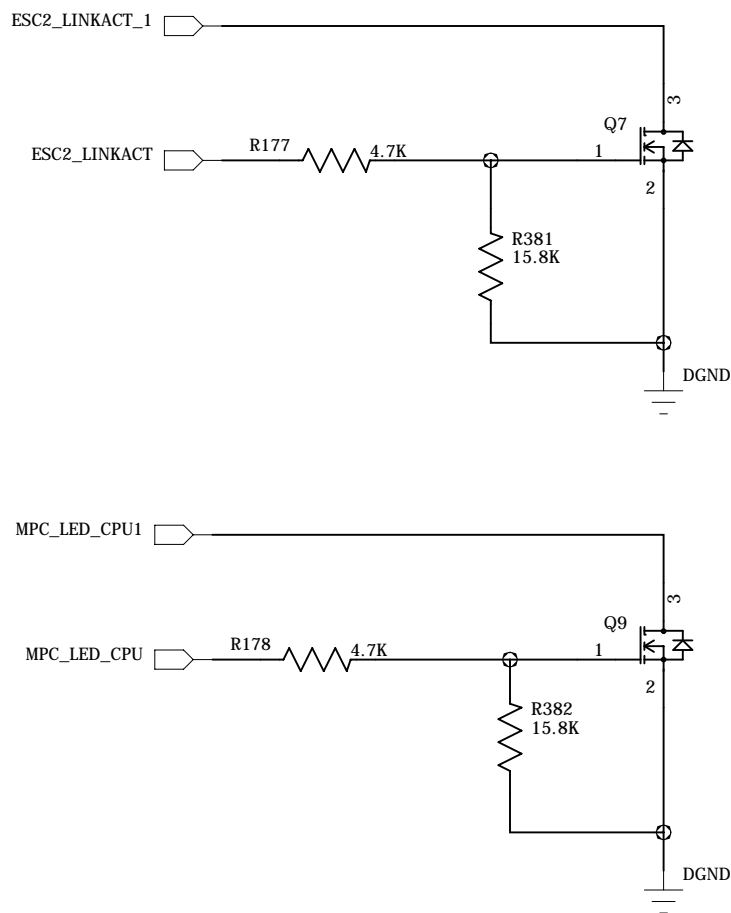 ESC2_LINKACT_1
3
Q7
ESC2_LINKACT
R177
4.7K
1
2
R381
15.8K
DGND
MPC_LED_CPU1
3
Q9
MPC_LED_CPU
R178
4.7K
1
2
R382
15.8K
DGND